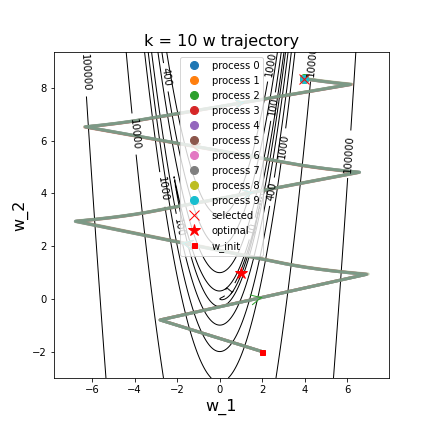 k = 10 w trajectory
w_2
8
6
4
2
0
−2
−6
−4
−2
0
2
4
6
w_1
process 0
process 1
process 2
process 3
process 4
process 5
process 6
process 7
process 8
process 9
selected
optimal
w_init
100000
10000
1000
400
1000
400
1000
100000